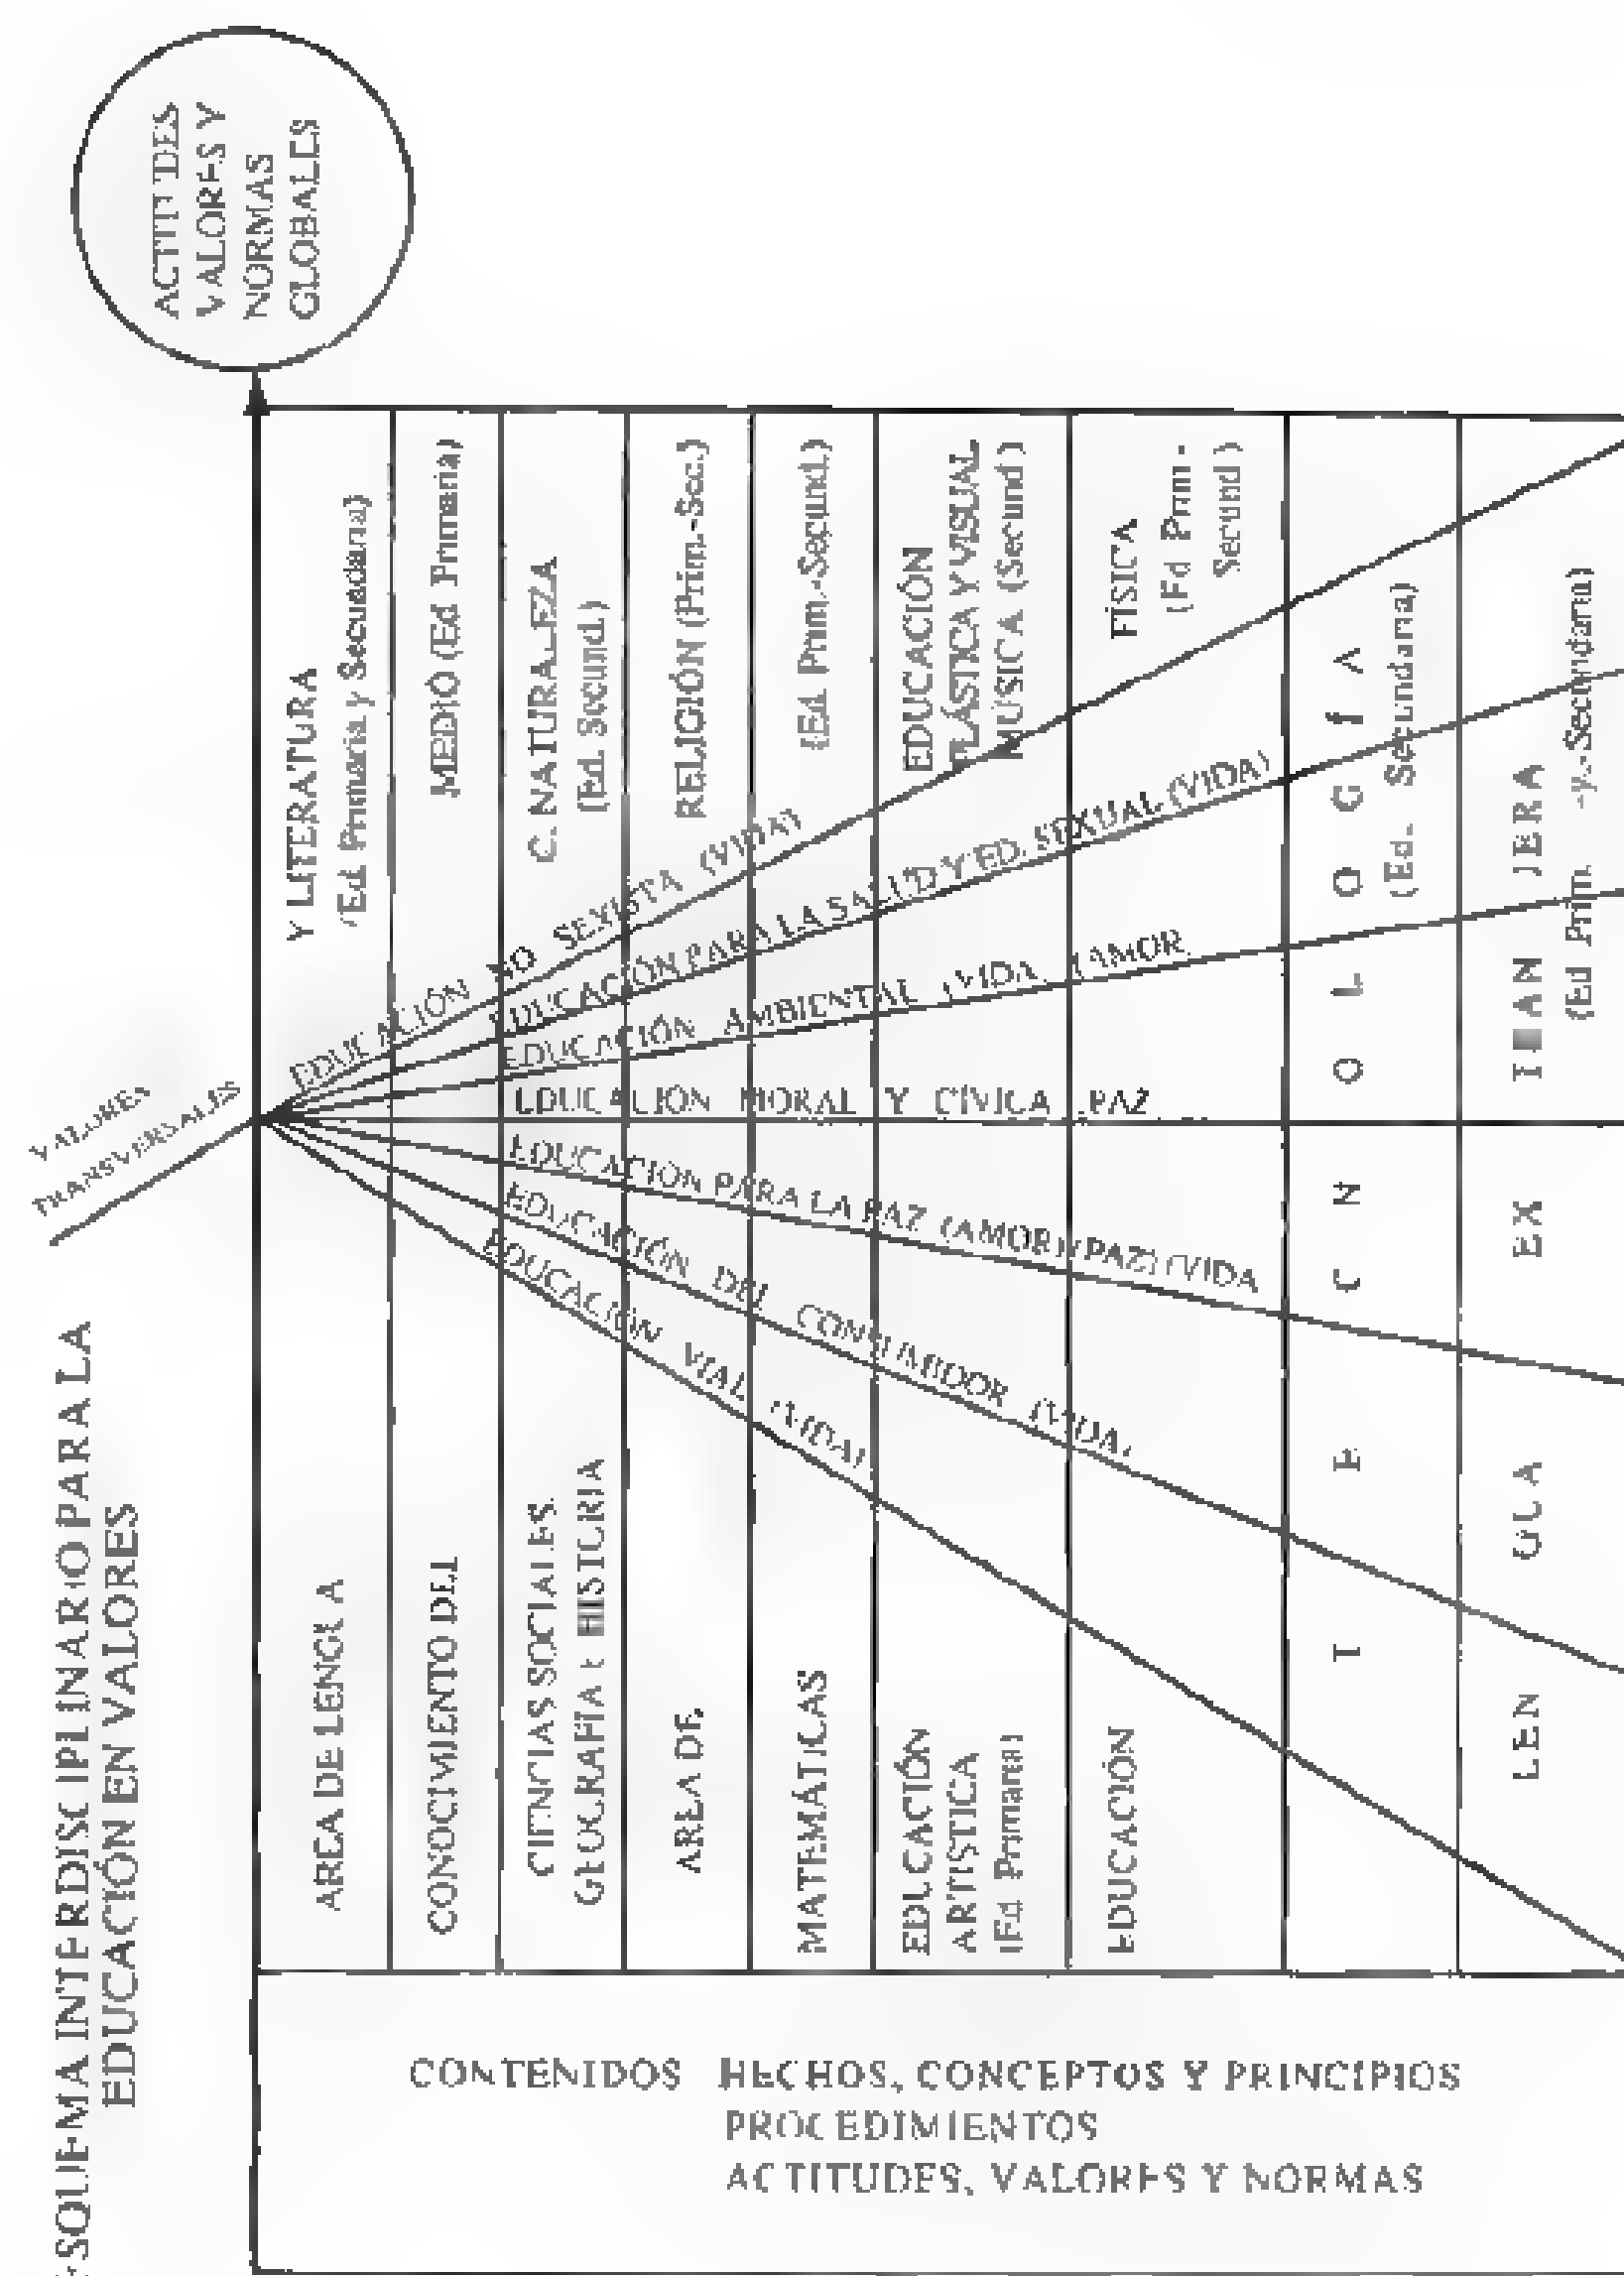 ESQUEMA INTERDISCIPLINARIO PARA LA
EDUCACIÓN EN VALORES
ACTITUDES
VALORES Y
NORMAS
GLOBALES
VALORES
TRANSVERSALES
AREA DE LENGUA Y LITERATURA
(Ed. Primaria y Secundaria)
CONOCIMIENTO DEL MEDIO (Ed. Primaria)
CIENCIAS SOCIALES,
GEOGRAFÍA E HISTORIA
C. NATURALEZA
(Ed. Secund.)
AREA DE RELIGIÓN (Prim.-Sec.)
MATEMÁTICAS (Ed. Prim.-Secund.)
EDUCACIÓN
ARTISTICA
(Ed. Primaria)
EDUCACIÓN
PLÁSTICA Y VISUAL
MÚSICA (Secund.)
EDUCACIÓN FÍSICA
(Ed. Prim.-
Secund.)
T E C N O L O G Í A
(Ed. Secundaria)
LEN GUA EX TRAN JERA
(Ed. Prim. y Secundaria)
EDUCACIÓN NO SEXISTA (VIDA)
EDUCACIÓN PARA LA SALUD Y ED. SEXUAL (VIDA)
EDUCACIÓN AMBIENTAL (VIDA, AMOR
EDUCACIÓN MORAL Y CÍVICA (PAZ
EDUCACIÓN PARA LA PAZ (AMOR) (PAZ) (VIDA
EDUCACIÓN DEL CONSUMIDOR (VIDA)
EDUCACIÓN VIAL (VIDA)
CONTENIDOS HECHOS, CONCEPTOS Y PRINCIPIOS
PROCEDIMIENTOS
ACTITUDES, VALORES Y NORMAS